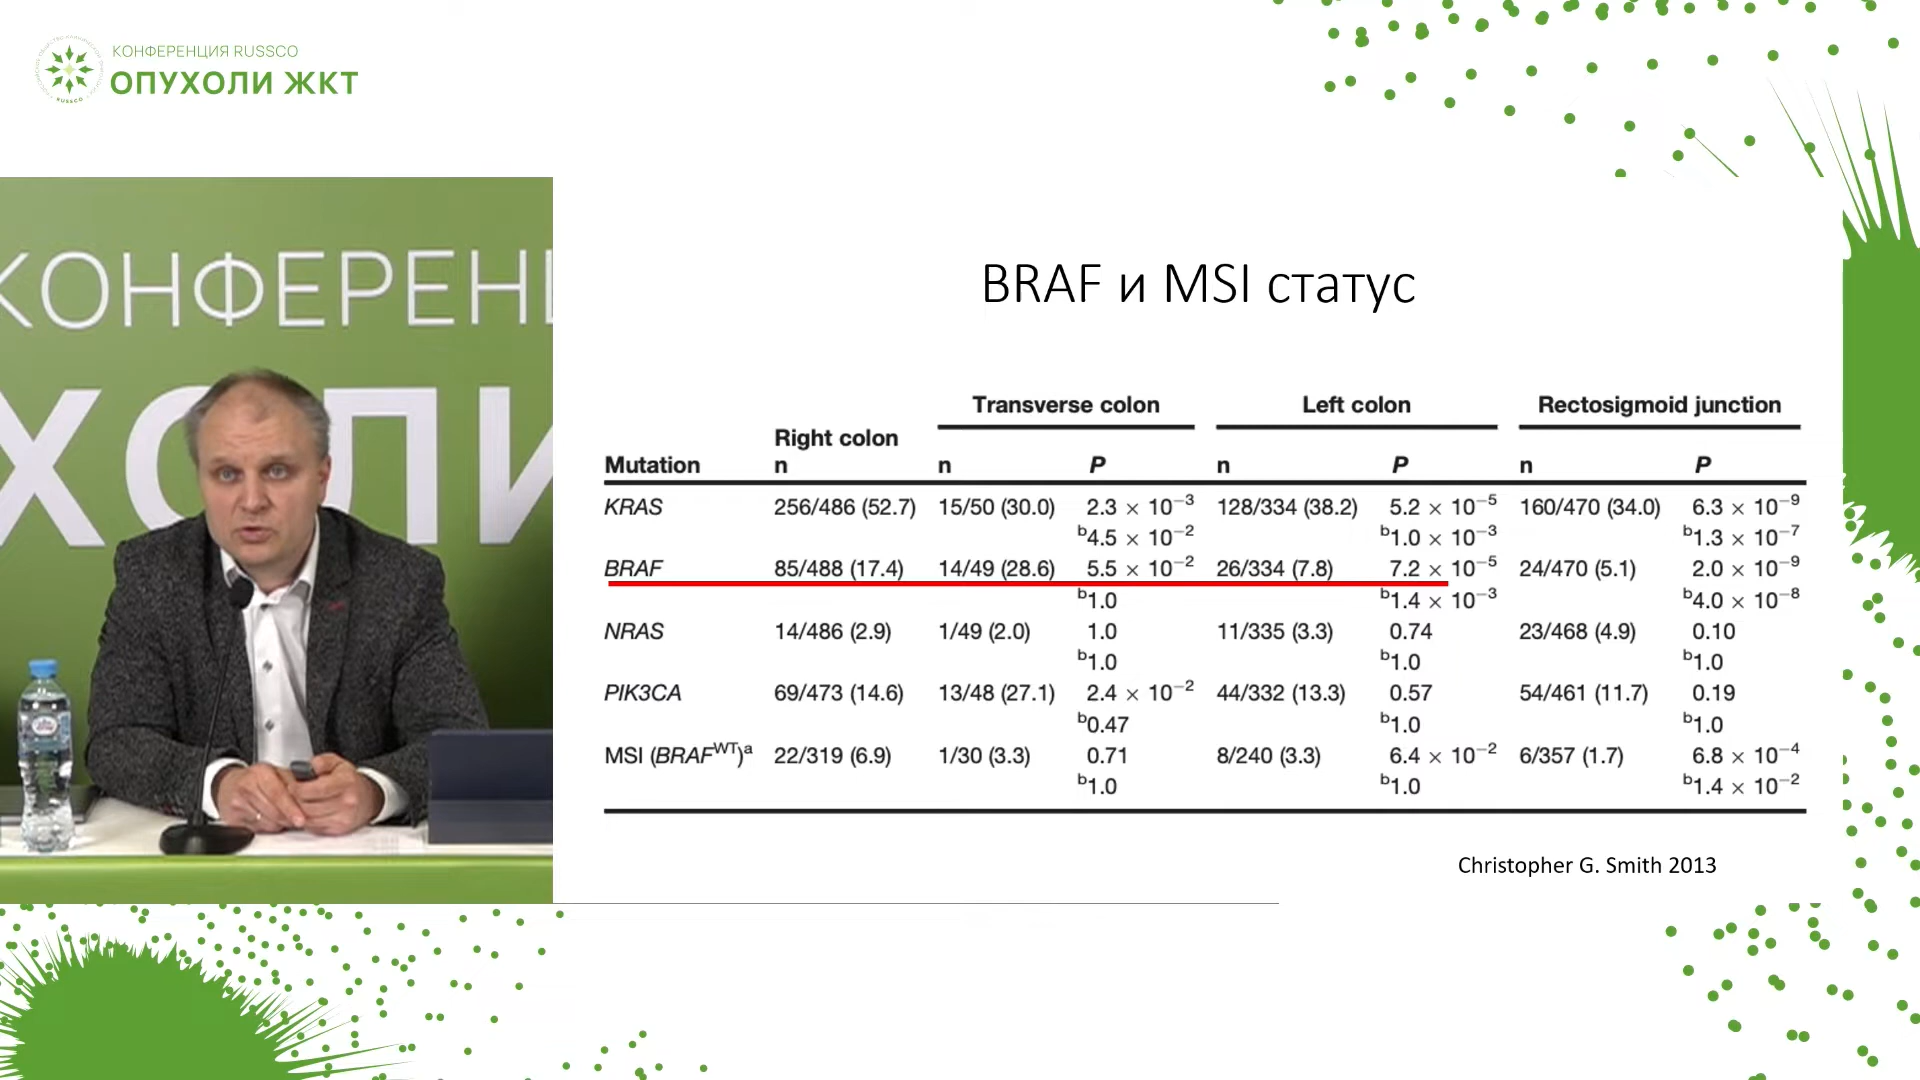 КОНФЕРЕНЦИЯ RUSSCO
ОПУХОЛИ ЖКТ
RUSSCO
КОНФЕРЕН
ХОЛИ
BRAF и MSI статус
Transverse colon Left colon Rectosigmoid junction
Right colon
Mutation n n P n P n P
KRAS 256/486 (52.7) 15/50 (30.0) 2.3 × 10⁻³ 128/334 (38.2) 5.2 × 10⁻⁵ 160/470 (34.0) 6.3 × 10⁻⁹
ᵇ4.5 × 10⁻² ᵇ1.0 × 10⁻³ ᵇ1.3 × 10⁻⁷
BRAF 85/488 (17.4) 14/49 (28.6) 5.5 × 10⁻² 26/334 (7.8) 7.2 × 10⁻⁵ 24/470 (5.1) 2.0 × 10⁻⁹
ᵇ1.0 ᵇ1.4 × 10⁻³ ᵇ4.0 × 10⁻⁸
NRAS 14/486 (2.9) 1/49 (2.0) 1.0 11/335 (3.3) 0.74 23/468 (4.9) 0.10
ᵇ1.0 ᵇ1.0 ᵇ1.0
PIK3CA 69/473 (14.6) 13/48 (27.1) 2.4 × 10⁻² 44/332 (13.3) 0.57 54/461 (11.7) 0.19
ᵇ0.47 ᵇ1.0 ᵇ1.0
MSI (BRAFᵂᵀ)ᵃ 22/319 (6.9) 1/30 (3.3) 0.71 8/240 (3.3) 6.4 × 10⁻² 6/357 (1.7) 6.8 × 10⁻⁴
ᵇ1.0 ᵇ1.0 ᵇ1.4 × 10⁻²
Christopher G. Smith 2013